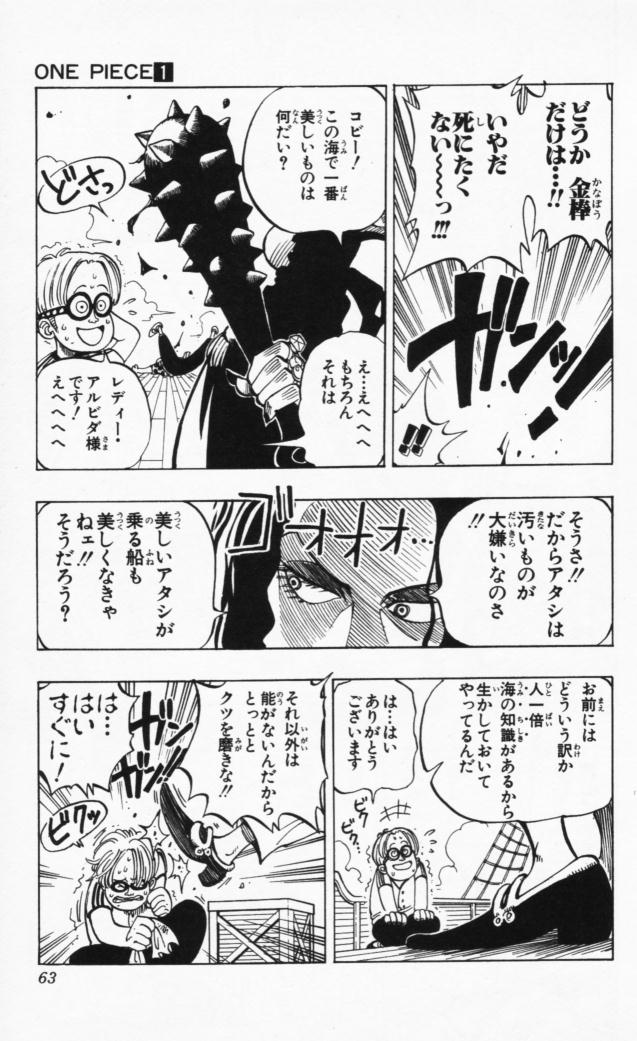 ONE PIECE 1
どうか 金棒
だけは…!!
いやだ
死にたく
ない〜〜〜っ!!!
ガンッ
!!
コビー!
この海で一番
美しいものは
何だい?
どさっ
え…えへへへ
もちろん
それは
レディー・
アルビダ様
です!
えへへへへ
そうさ!!
だからアタシは
汚いものが
大嫌いなのさ
!!
ゴオオオ…
美しいアタシが
乗る船も
美しくなきゃ
ねェ!!
そうだろう?
お前には
どういう訳か
人一倍
海の知識があるから
生かしておいて
やってるんだ
は…はい
ありがとう
ございます
ビク
ビク…
それ以外は
能がないんだから
とっとと
クツを磨きな!!
ガン
ガン!!
は…
はい
すぐに!
ビクッ
63